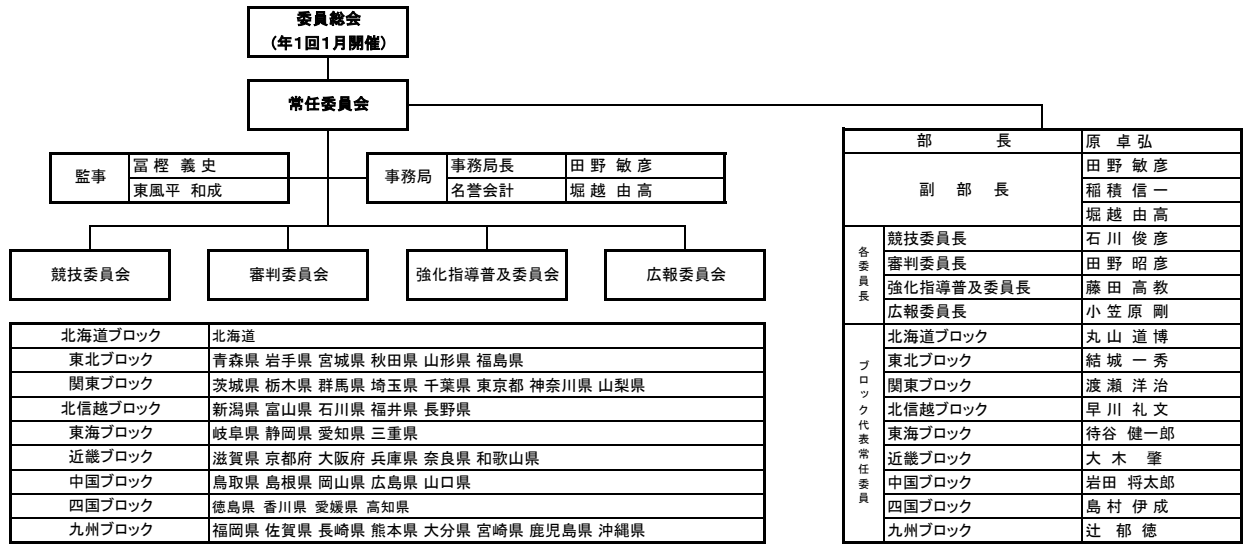 委員総会
(年1回1月開催)
常任委員会
監事 冨樫 義史
東風平 和成
事務局 事務局長 田野 敏彦
名誉会計 堀越 由高
競技委員会 審判委員会 強化指導普及委員会 広報委員会
北海道ブロック 北海道
東北ブロック 青森県 岩手県 宮城県 秋田県 山形県 福島県
関東ブロック 茨城県 栃木県 群馬県 埼玉県 千葉県 東京都 神奈川県 山梨県
北信越ブロック 新潟県 富山県 石川県 福井県 長野県
東海ブロック 岐阜県 静岡県 愛知県 三重県
近畿ブロック 滋賀県 京都府 大阪府 兵庫県 奈良県 和歌山県
中国ブロック 鳥取県 島根県 岡山県 広島県 山口県
四国ブロック 徳島県 香川県 愛媛県 高知県
九州ブロック 福岡県 佐賀県 長崎県 熊本県 大分県 宮崎県 鹿児島県 沖縄県
部長 原 卓弘
副部長 田野 敏彦
稲積 信一
堀越 由高
各委員長
競技委員長 石川 俊彦
審判委員長 田野 昭彦
強化指導普及委員長 藤田 高教
広報委員長 小笠原 剛
ブロック代表常任委員
北海道ブロック 丸山 道博
東北ブロック 結城 一秀
関東ブロック 渡瀬 洋治
北信越ブロック 早川 礼文
東海ブロック 待谷 健一郎
近畿ブロック 大木 肇
中国ブロック 岩田 将太郎
四国ブロック 島村 伊成
九州ブロック 辻 郁徳